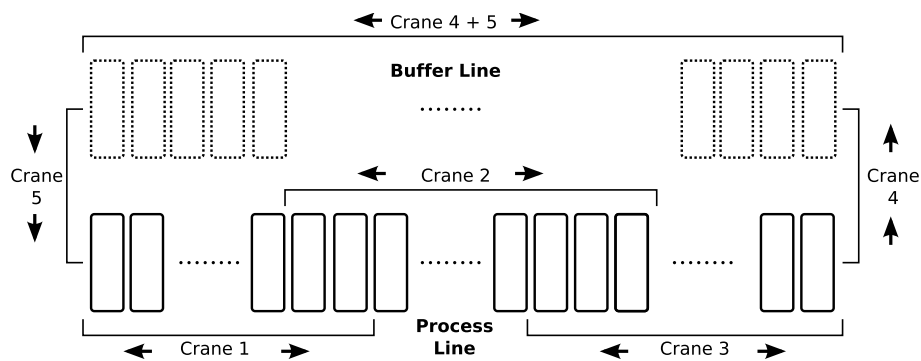 Crane 4 + 5
Buffer Line
Crane
5
Crane 2
Crane
4
Process
Line
Crane 1
Crane 3